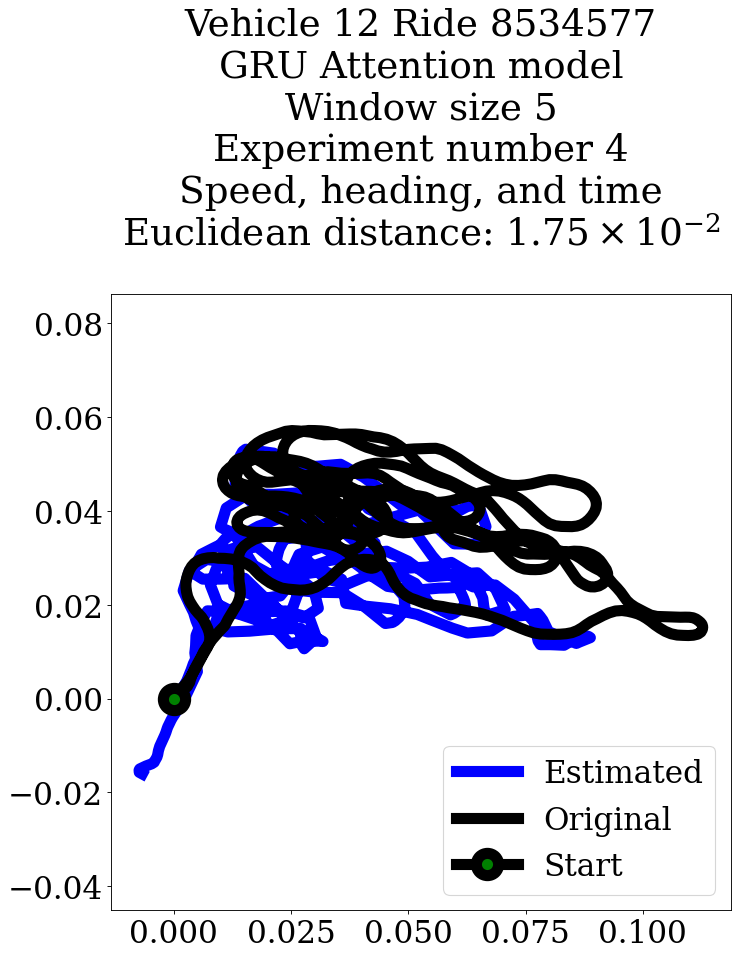 Vehicle 12 Ride 8534577
GRU Attention model
Window size 5
Experiment number 4
Speed, heading, and time
Euclidean distance: 1.75 × 10⁻²
0.08
0.06
0.04
0.02
0.00
−0.02
−0.04
Estimated
Original
Start
0.000 0.025 0.050 0.075 0.100